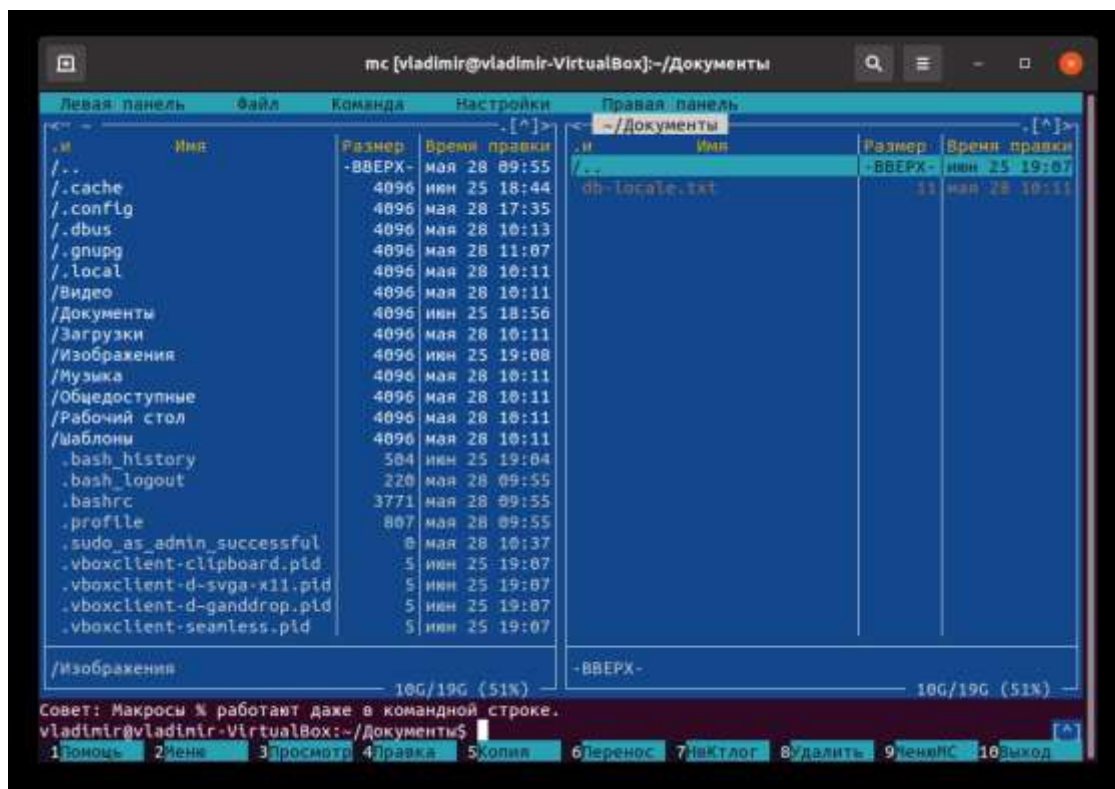 mc [vladimir@vladimir-VirtualBox]:~/Документы
Левая панель Файл Команда Настройки Правая панель
<- ~ .[^]> <- ~/Документы .[^]>
.и Имя Размер Время правки .и Имя Размер Время правки
/.. -ВВЕРХ- мая 28 09:55 /.. -ВВЕРХ- июн 25 19:07
/.cache 4096 июн 25 18:44 db-locale.txt 11 мая 28 10:11
/.config 4096 мая 28 17:35
/.dbus 4096 мая 28 10:13
/.gnupg 4096 мая 28 11:07
/.local 4096 мая 28 10:11
/Видео 4096 мая 28 10:11
/Документы 4096 июн 25 18:56
/Загрузки 4096 мая 28 10:11
/Изображения 4096 июн 25 19:08
/Музыка 4096 мая 28 10:11
/Общедоступные 4096 мая 28 10:11
/Рабочий стол 4096 мая 28 10:11
/Шаблоны 4096 мая 28 10:11
.bash_history 504 июн 25 19:04
.bash_logout 220 мая 28 09:55
.bashrc 3771 мая 28 09:55
.profile 807 мая 28 09:55
.sudo_as_admin_successful 0 мая 28 10:37
.vboxclient-clipboard.pid 5 июн 25 19:07
.vboxclient-d~svga-x11.pid 5 июн 25 19:07
.vboxclient-d~ganddrop.pid 5 июн 25 19:07
.vboxclient-seamless.pid 5 июн 25 19:07
/Изображения -ВВЕРХ-
10G/19G (51%) 10G/19G (51%)
Совет: Макросы % работают даже в командной строке.
vladimir@vladimir-VirtualBox:~/Документы$ [^]
1Помощь 2Меню 3Просмотр 4Правка 5Копия 6Перенос 7НвКтлог 8Удалить 9МенюMC 10Выход